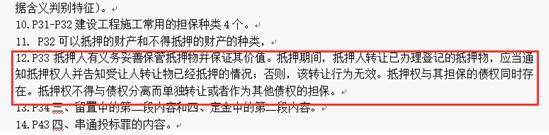 据含义判别特征)。
10.P31-P32 建设工程施工常用的担保种类 4 个。
11. P32 可以抵押的财产和不得抵押的财产的种类,
12.P33 抵押人有义务妥善保管抵押物并保证其价值。抵押期间，抵押人转让已办理登记的抵押物，应当通
知抵押权人并告知受让人转让物已经抵押的情况；否则，该转让行为无效。抵押权与其担保的债权同时存
在。抵押权不得与债权分离而单独转让或者作为其他债权的担保。
13.P34 三、留置中的第二段内容和四、定金中的第二段内容。
14.P43 四、串通投标罪的内容。